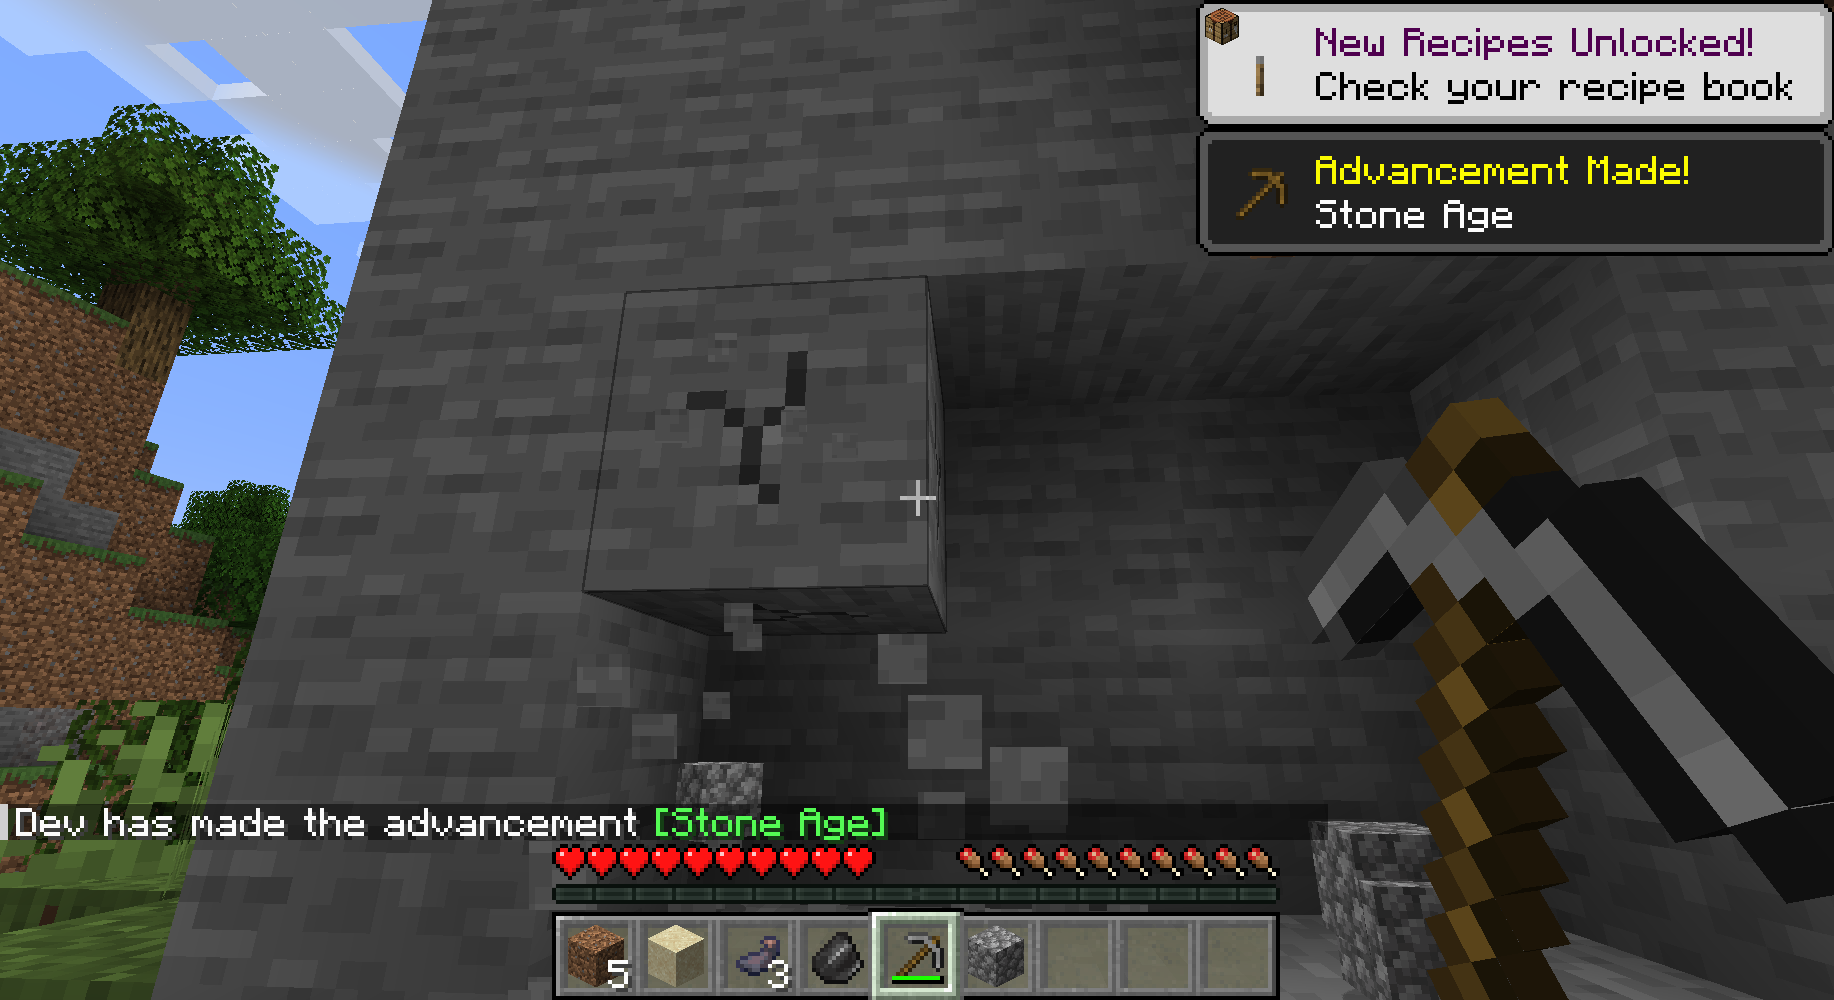 New Recipes Unlocked!
Check your recipe book
Advancement Made!
Stone Age
Dev has made the advancement [Stone Age]
5
3